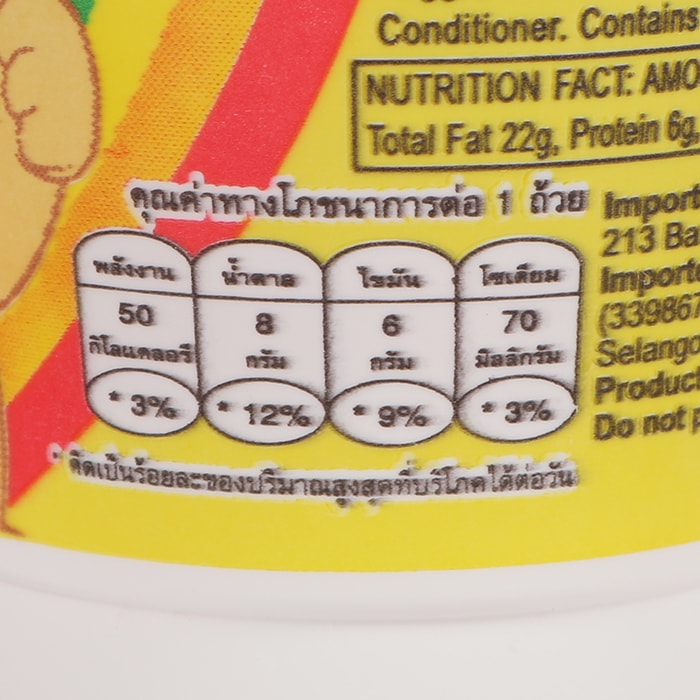 Conditioner. Contains
NUTRITION FACT: AMO
Total Fat 22g, Protein 6g,
คุณค่าทางโภชนาการต่อ 1 ถ้วย
พลังงาน น้ำตาล ไขมัน โซเดียม
50 8 6 70
กิโลแคลอรี กรัม กรัม มิลลิกรัม
* 3% * 12% * 9% * 3%
* คิดเป็นร้อยละของปริมาณสูงสุดที่บริโภคได้ต่อวัน
Import
213 Ba
Importe
(339867
Selango
Product
Do not p